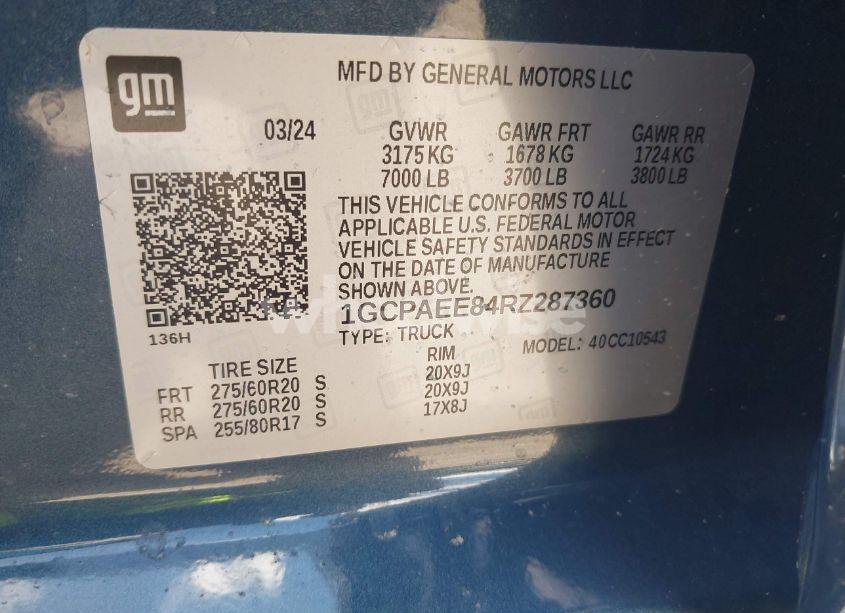 gm
MFD BY GENERAL MOTORS LLC
03/24
GVWR GAWR FRT GAWR RR
3175 KG 1678 KG 1724 KG
7000 LB 3700 LB 3800 LB
THIS VEHICLE CONFORMS TO ALL
APPLICABLE U.S. FEDERAL MOTOR
VEHICLE SAFETY STANDARDS IN EFFECT
ON THE DATE OF MANUFACTURE
SHOWN ABOVE.
1GCPAEE84RZ287360
136H
TYPE: TRUCK MODEL: 40CC10543
TIRE SIZE RIM
FRT 275/60R20 S 20X9J
RR 275/60R20 S 20X9J
SPA 255/80R17 S 17X8J